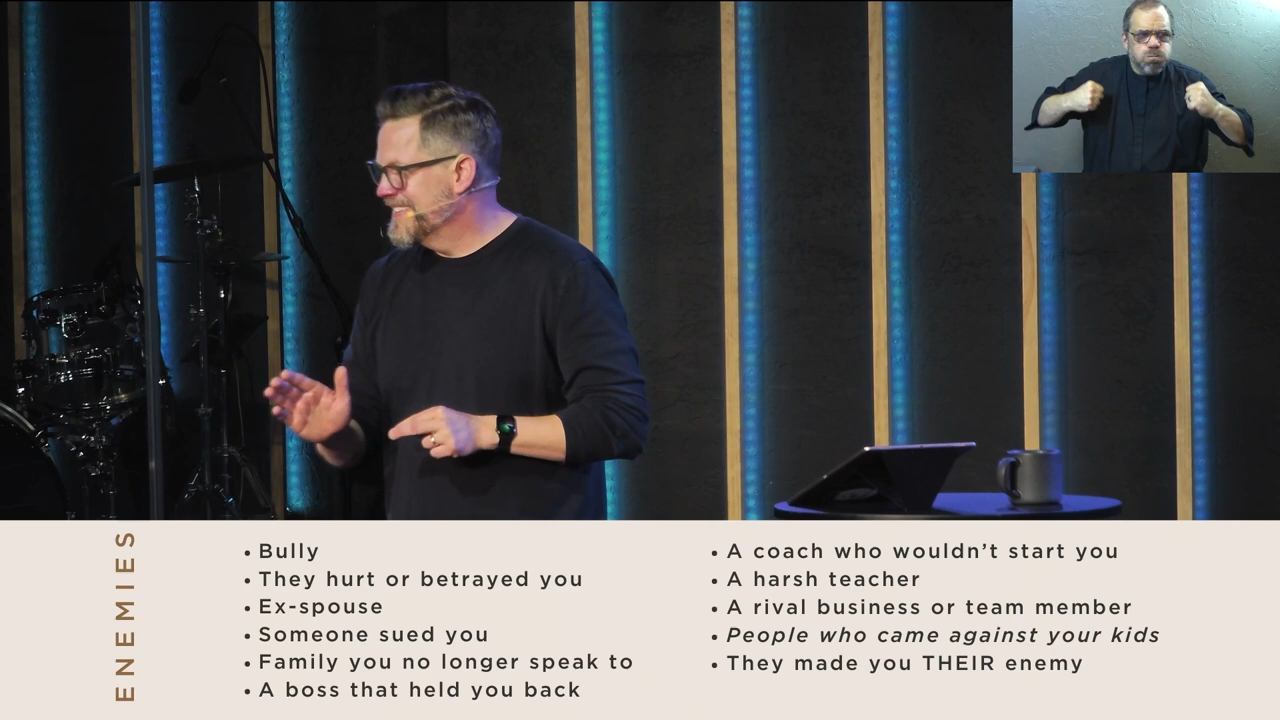 ENEMIES
• Bully
• They hurt or betrayed you
• Ex-spouse
• Someone sued you
• Family you no longer speak to
• A boss that held you back
• A coach who wouldn’t start you
• A harsh teacher
• A rival business or team member
• People who came against your kids
• They made you THEIR enemy